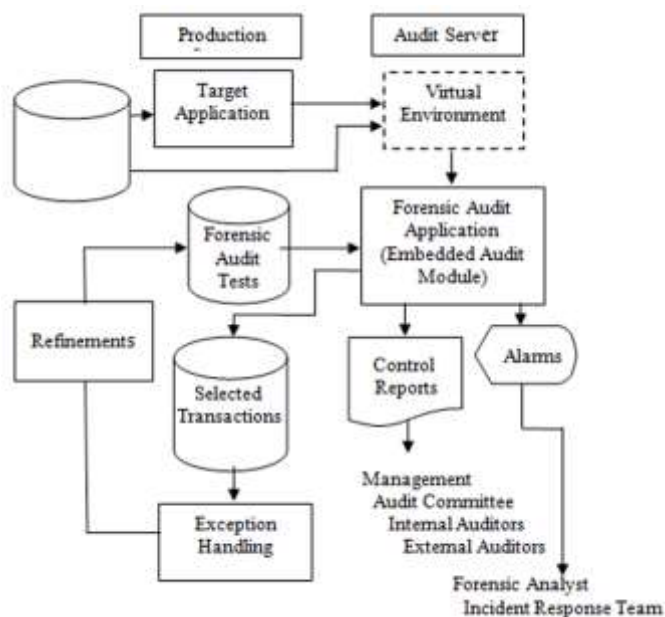 Production
Audit Server
Target
Application
Virtual
Environment
Forensic
Audit
Tests
Forensic Audit
Application
(Embedded Audit
Module)
Refinements
Selected
Transactions
Control
Reports
Alarms
Exception
Handling
Management
Audit Committee
Internal Auditors
External Auditors
Forensic Analyst
Incident Response Team